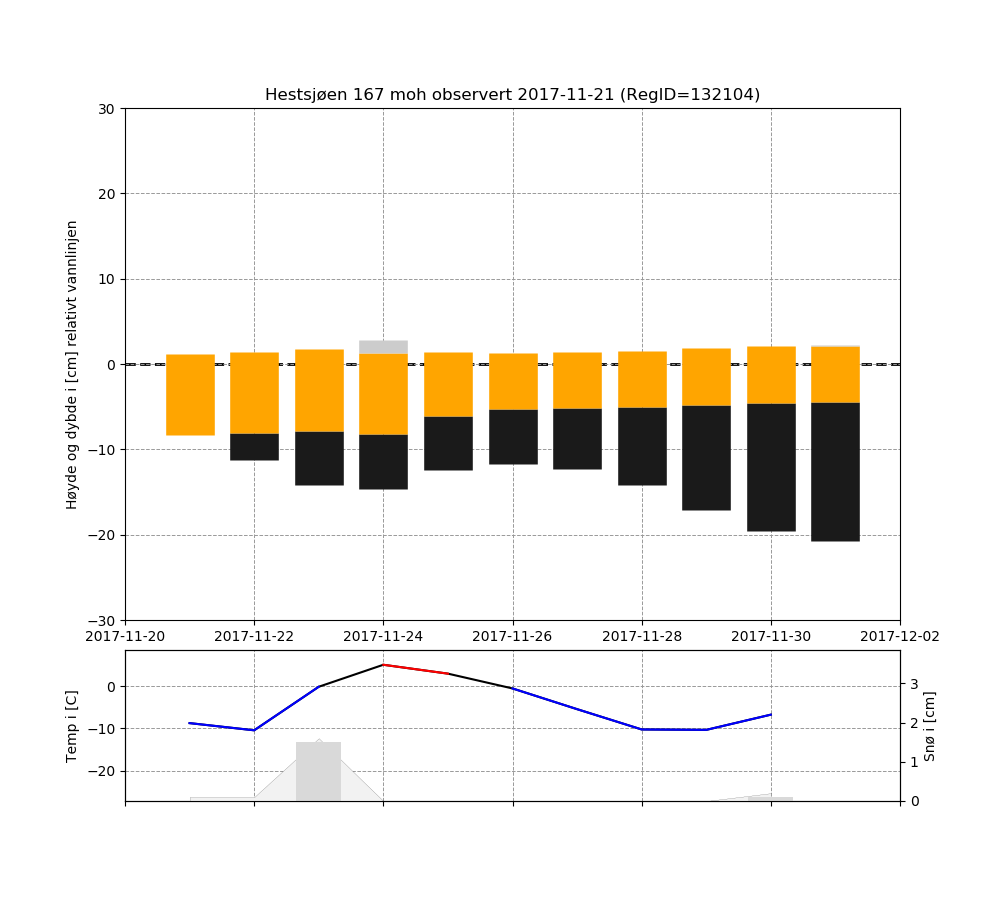 Hestsjøen 167 moh observert 2017-11-21 (RegID=132104)
Høyde og dybde i [cm] relativt vannlinjen
30
20
10
0
−10
−20
−30
2017-11-20 2017-11-22 2017-11-24 2017-11-26 2017-11-28 2017-11-30 2017-12-02
Temp i [C]
0
−10
−20
3
2
1
0
Snø i [cm]